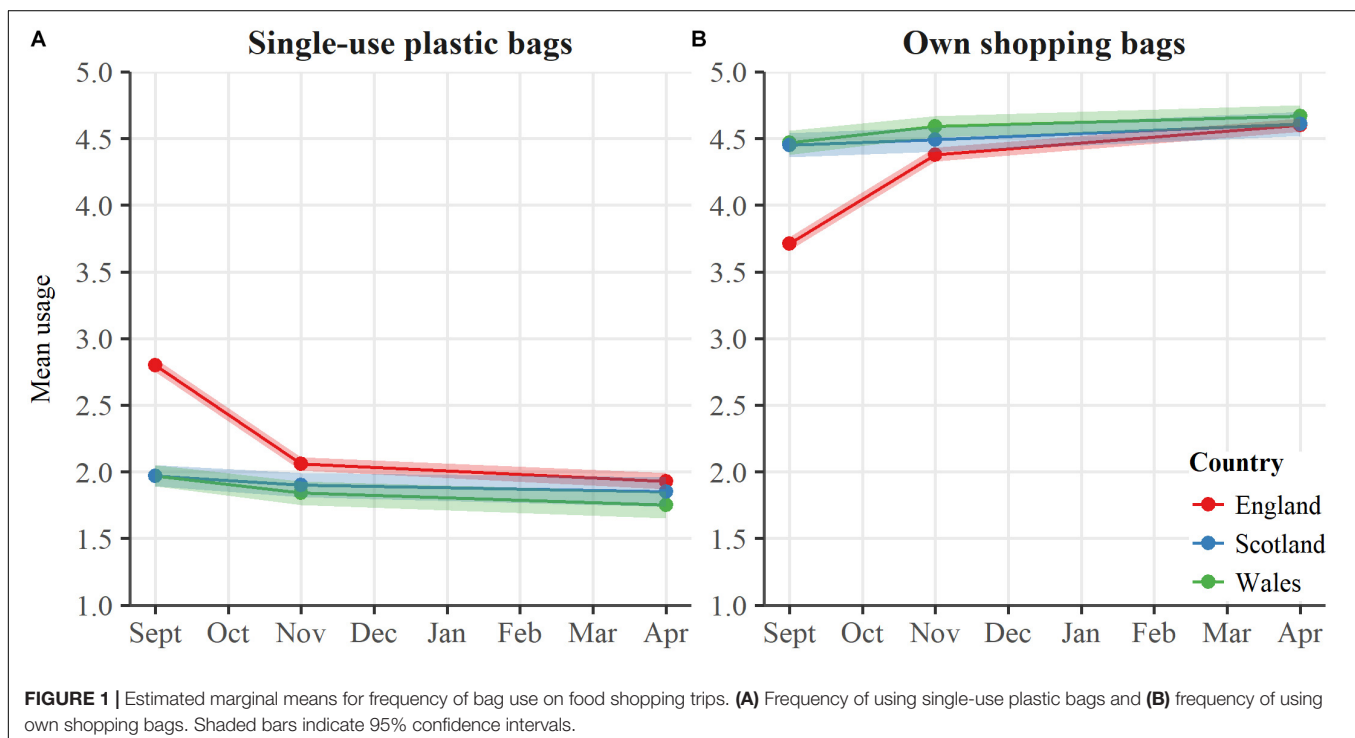 A
Single-use plastic bags
Mean usage
5.0
4.5
4.0
3.5
3.0
2.5
2.0
1.5
1.0
Sept Oct Nov Dec Jan Feb Mar Apr
B
Own shopping bags
5.0
4.5
4.0
3.5
3.0
2.5
2.0
1.5
1.0
Sept Oct Nov Dec Jan Feb Mar Apr
Country
England
Scotland
Wales
FIGURE 1 | Estimated marginal means for frequency of bag use on food shopping trips. (A) Frequency of using single-use plastic bags and (B) frequency of using
own shopping bags. Shaded bars indicate 95% confidence intervals.